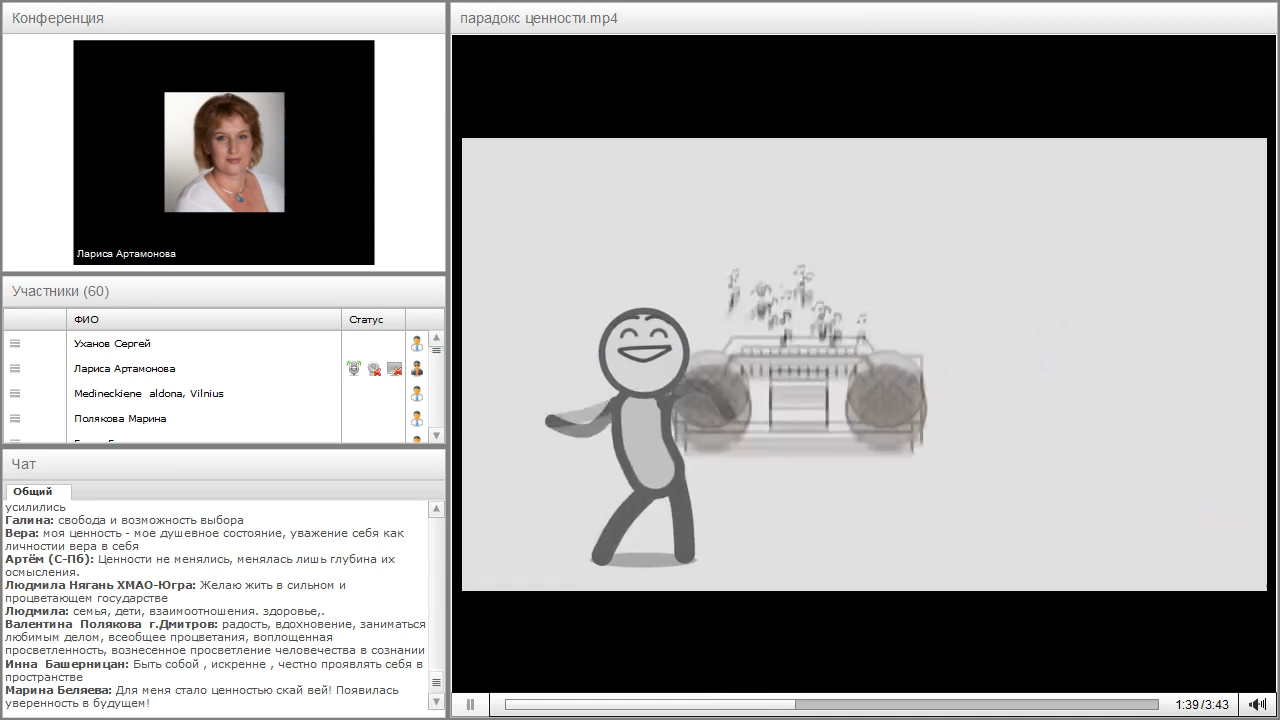 Конференция
Лариса Артамонова
Участники (60)
ФИО
Статус
Уханов Сергей
Лариса Артамонова
Medineckiene aldona, Vilnius
Полякова Марина
Чат
Общий
усилились
Галина: свобода и возможность выбора
Вера: моя ценность - мое душевное состояние, уважение себя как
личностии вера в себя
Артём (С-Пб): Ценности не менялись, менялась лишь глубина их
осмысления.
Людмила Нягань ХМАО-Югра: Желаю жить в сильном и
процветающем государстве
Людмила: семья, дети, взаимоотношения. здоровье,.
Валентина Полякова г.Дмитров: радость, вдохновение, заниматься
любимым делом, всеобщее процветания, воплощенная
просветленность, вознесенное просветление человечества в сознании
Инна Башерницан: Быть собой , искренне , честно проявлять себя в
пространстве
Марина Беляева: Для меня стало ценностью скай вей! Появилась
уверенность в будущем!
парадокс ценности.mp4
1:39/3:43